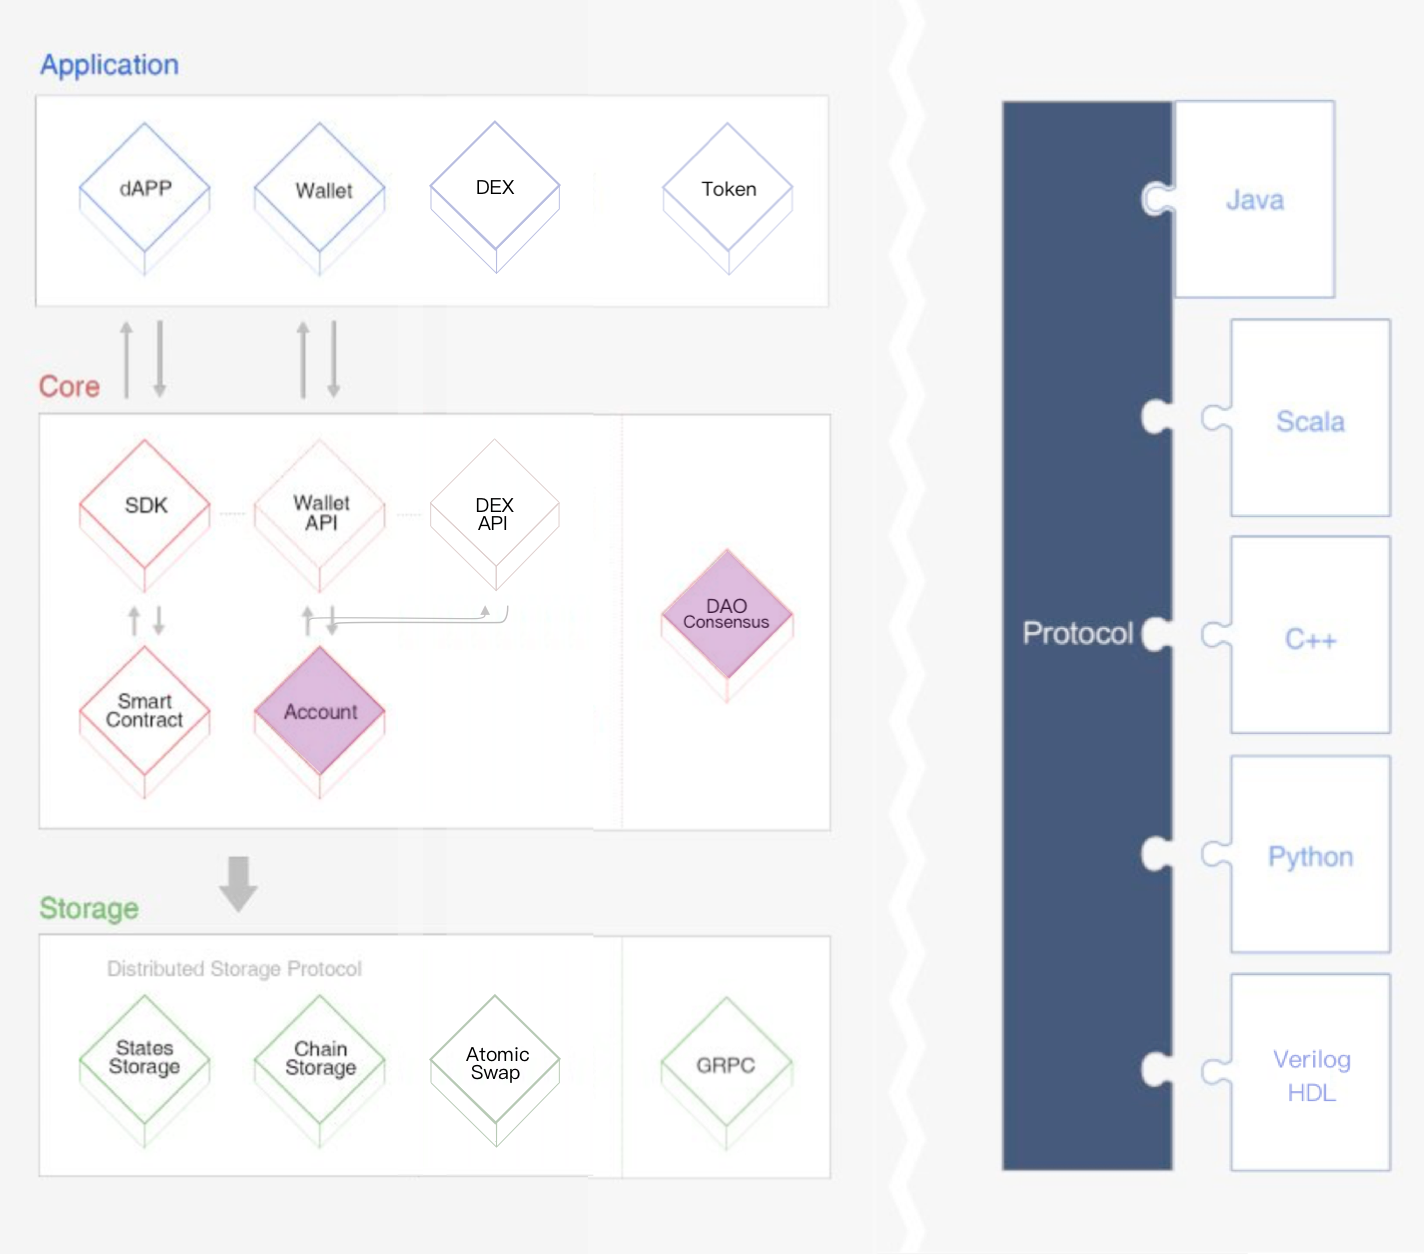 Application
dAPP
Wallet
DEX
Token
Core
SDK
Wallet
API
DEX
API
DAO
Consensus
Smart
Contract
Account
Storage
Distributed Storage Protocol
States
Storage
Chain
Storage
Atomic
Swap
GRPC
Protocol
Java
Scala
C++
Python
Verilog
HDL